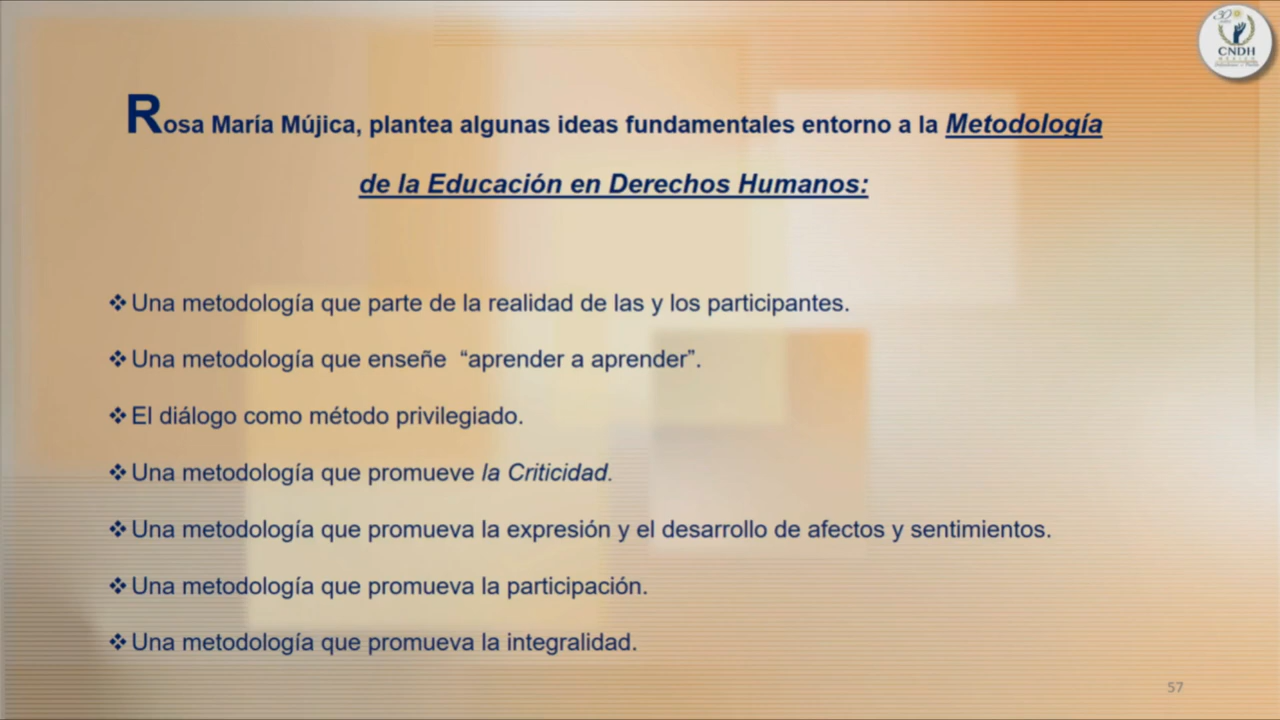 CNDH
MÉXICO
Rosa María Mújica, plantea algunas ideas fundamentales entorno a la Metodología
de la Educación en Derechos Humanos:
❖Una metodología que parte de la realidad de las y los participantes.
❖Una metodología que enseñe “aprender a aprender”.
❖El diálogo como método privilegiado.
❖Una metodología que promueve la Criticidad.
❖Una metodología que promueva la expresión y el desarrollo de afectos y sentimientos.
❖Una metodología que promueva la participación.
❖Una metodología que promueva la integralidad.
57